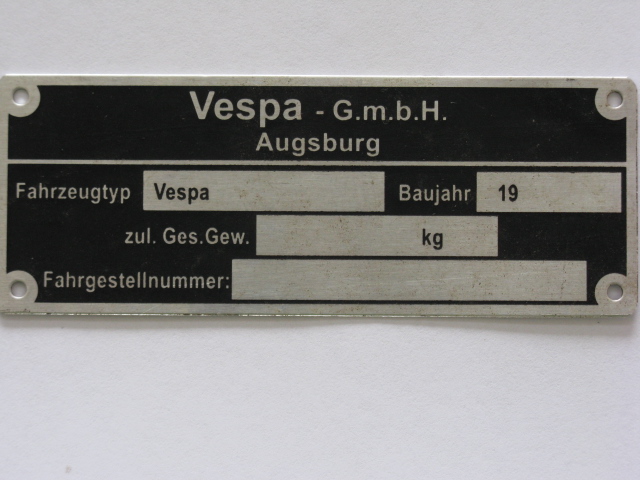 Vespa - G.m.b.H.
Augsburg
Fahrzeugtyp Vespa Baujahr 19
zul. Ges.Gew. kg
Fahrgestellnummer: